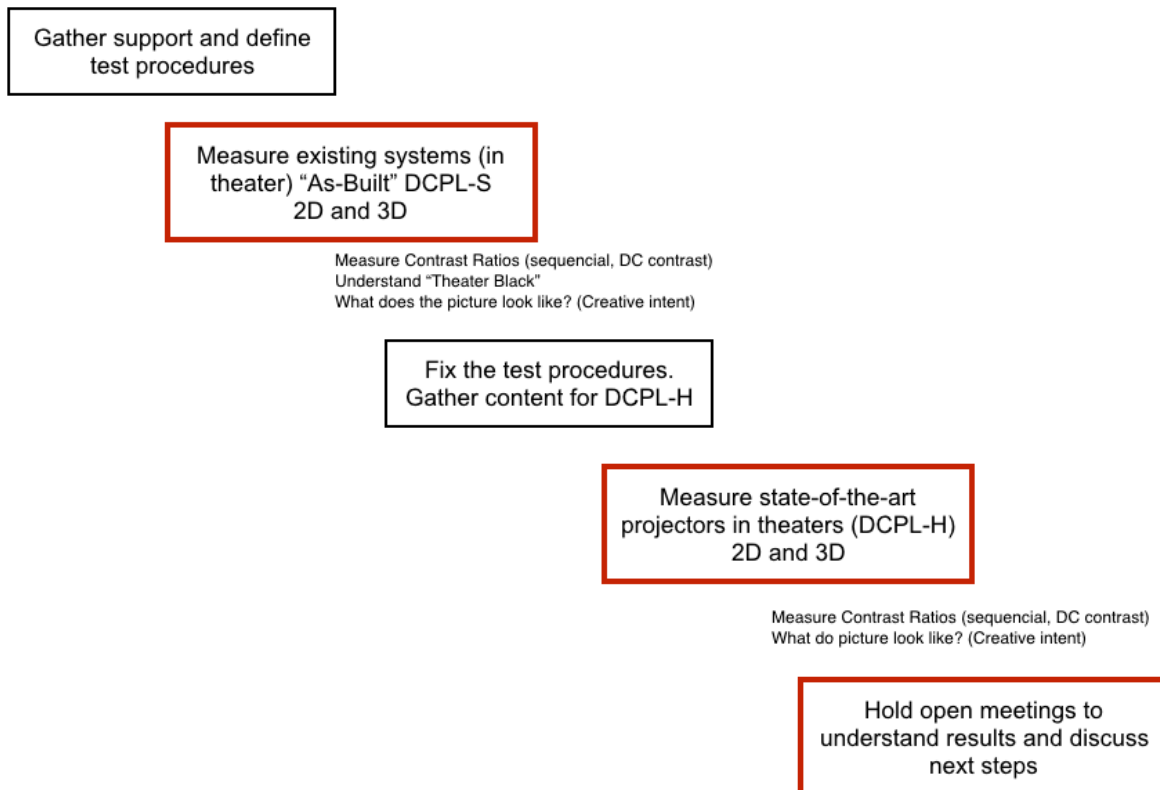 Gather support and define
test procedures
Measure existing systems (in
theater) “As-Built” DCPL-S
2D and 3D
Measure Contrast Ratios (sequencial, DC contrast)
Understand “Theater Black”
What does the picture look like? (Creative intent)
Fix the test procedures.
Gather content for DCPL-H
Measure state-of-the-art
projectors in theaters (DCPL-H)
2D and 3D
Measure Contrast Ratios (sequencial, DC contrast)
What do picture look like? (Creative intent)
Hold open meetings to
understand results and discuss
next steps